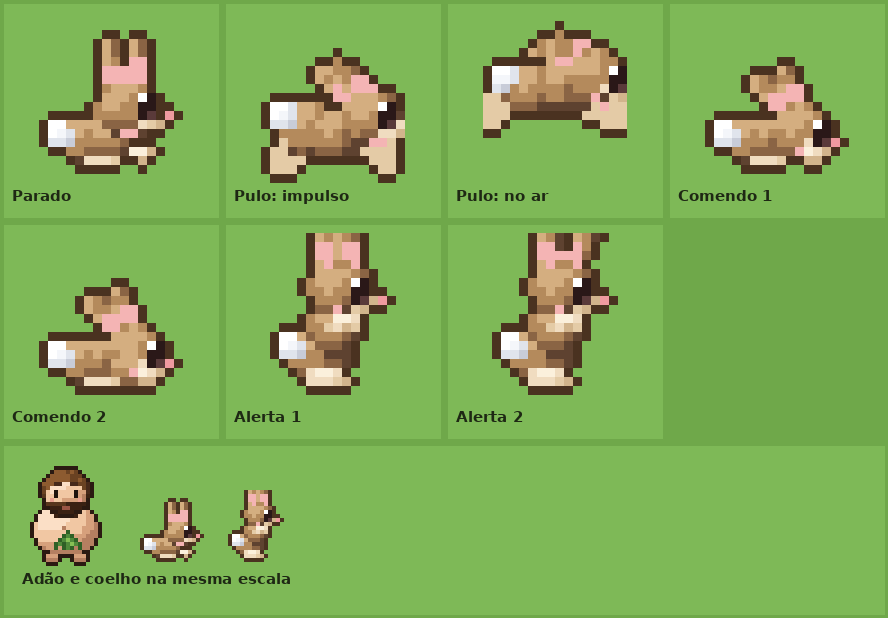 Parado
Pulo: impulso
Pulo: no ar
Comendo 1
Comendo 2
Alerta 1
Alerta 2
Adão e coelho na mesma escala